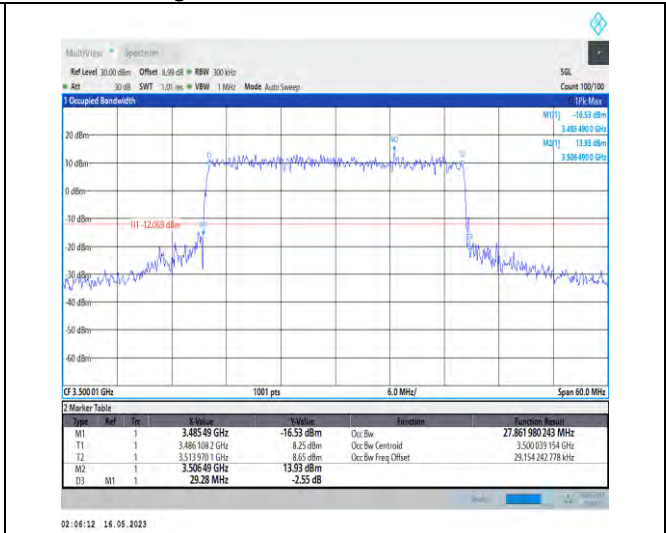 MultiView Spectrum
Ref Level 30.00 dBm Offset 8.99 dB RBW 300 kHz SGL
Att 30 dB SWT 1.01 ms VBW 1 MHz Mode Auto Sweep Count 100/100
1 Occupied Bandwidth 1Pk Max
M1[1] -16.53 dBm
3.485 490 0 GHz
20 dBm M2[1] 13.93 dBm
3.506 490 0 GHz
M2
T1 T2
10 dBm
0 dBm
-10 dBm
H1 -12.069 dBm
-20 dBm
-30 dBm
-40 dBm
-50 dBm
-60 dBm
CF 3.500 01 GHz 1001 pts 6.0 MHz/ Span 60.0 MHz
2 Marker Table
Type Ref Trc X-Value Y-Value Function Function Result
M1 1 3.485 49 GHz -16.53 dBm Occ Bw 27.861 980 243 MHz
T1 1 3.486 108 2 GHz 8.25 dBm Occ Bw Centroid 3.500 039 154 GHz
T2 1 3.513 970 1 GHz 8.65 dBm Occ Bw Freq Offset 29.154 242 778 kHz
M2 1 3.506 49 GHz 13.93 dBm
D3 M1 1 29.28 MHz -2.55 dB
02:06:12 16.05.2023